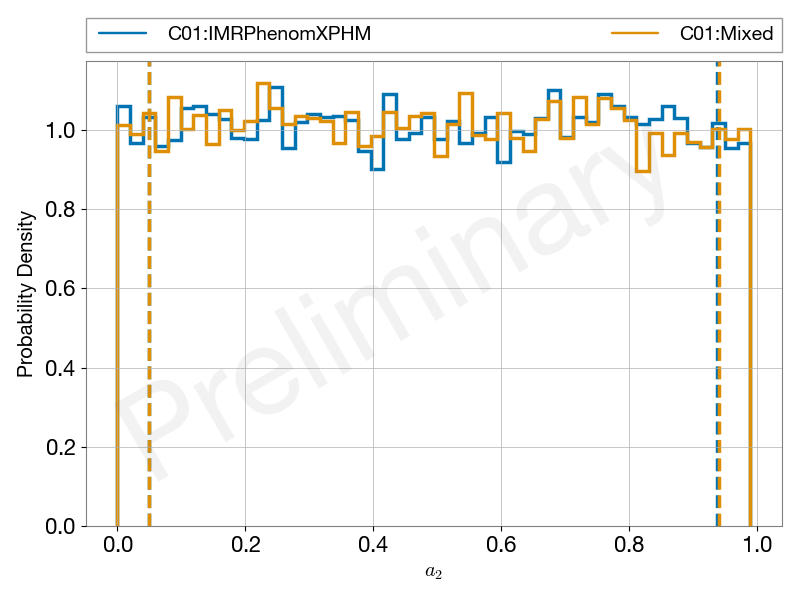 C01:IMRPhenomXPHM C01:Mixed
Probability Density
1.0
0.8
0.6
0.4
0.2
0.0
Preliminary
0.0 0.2 0.4 0.6 0.8 1.0
a₂